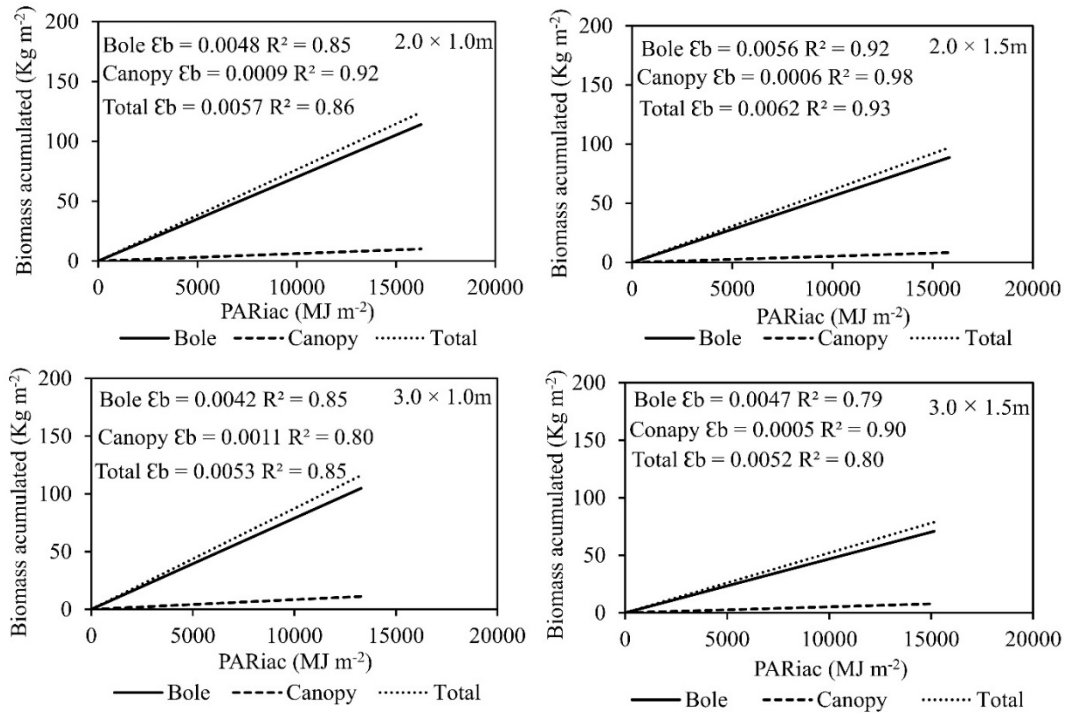 Biomass acumulated (Kg m⁻²)
200
150
100
50
0
Bole Ɛb = 0.0048 R² = 0.85
2.0 × 1.0m
Canopy Ɛb = 0.0009 R² = 0.92
Total Ɛb = 0.0057 R² = 0.86
0 5000 10000 15000 20000
PARiac (MJ m⁻²)
Bole Canopy Total
Biomass acumulated (Kg m⁻²)
200
150
100
50
0
Bole Ɛb = 0.0056 R² = 0.92
2.0 × 1.5m
Canopy Ɛb = 0.0006 R² = 0.98
Total Ɛb = 0.0062 R² = 0.93
0 5000 10000 15000 20000
PARiac (MJ m⁻²)
Bole Canopy Total
Biomass acumulated (Kg m⁻²)
200
150
100
50
0
Bole Ɛb = 0.0042 R² = 0.85
3.0 × 1.0m
Canopy Ɛb = 0.0011 R² = 0.80
Total Ɛb = 0.0053 R² = 0.85
0 5000 10000 15000 20000
PARiac (MJ m⁻²)
Bole Canopy Total
Biomass acumulated (Kg m⁻²)
200
150
100
50
0
Bole Ɛb = 0.0047 R² = 0.79
3.0 × 1.5m
Conapy Ɛb = 0.0005 R² = 0.90
Total Ɛb = 0.0052 R² = 0.80
0 5000 10000 15000 20000
PARiac (MJ m⁻²)
Bole Canopy Total